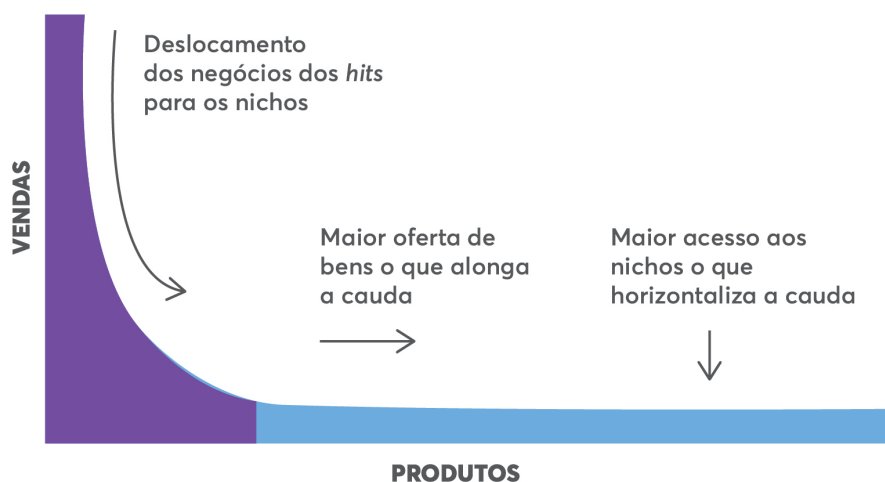 Deslocamento
dos negócios dos hits
para os nichos
VENDAS
Maior oferta de
bens o que alonga
a cauda
Maior acesso aos
nichos o que
horizontaliza a cauda
PRODUTOS